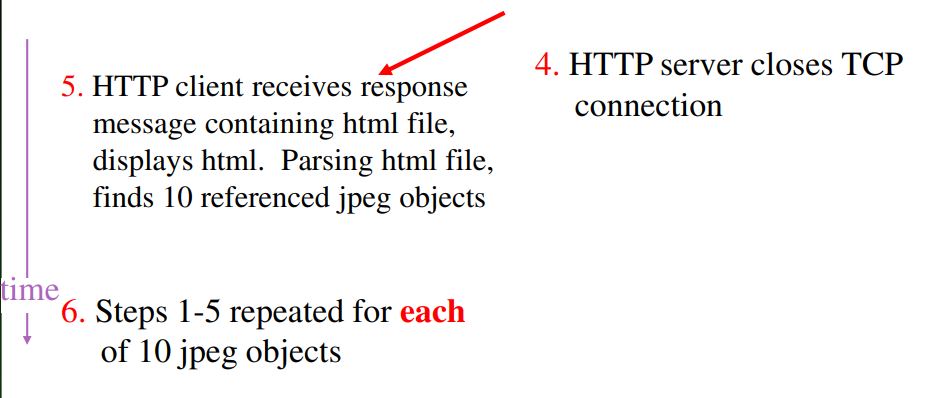 4. HTTP server closes TCP
connection
5. HTTP client receives response
message containing html file,
displays html. Parsing html file,
finds 10 referenced jpeg objects
time
6. Steps 1-5 repeated for each
of 10 jpeg objects